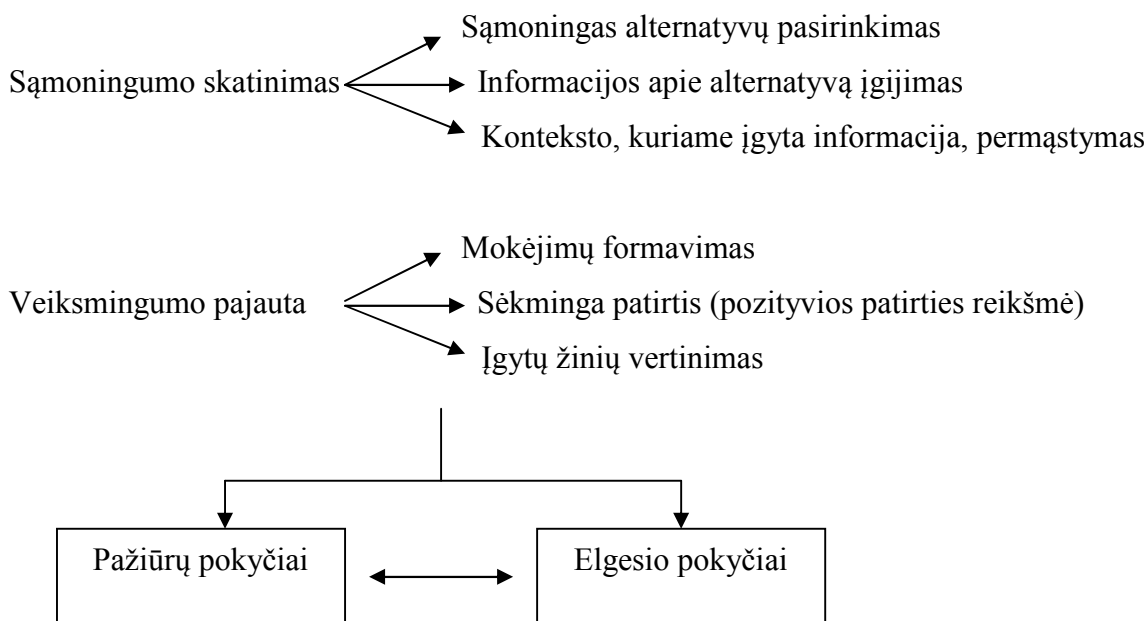 Sąmoningas alternatyvų pasirinkimas
Sąmoningumo skatinimas
Informacijos apie alternatyvą įgijimas
Konteksto, kuriame įgyta informacija, permąstymas
Mokėjimų formavimas
Veiksmingumo pajauta
Sėkminga patirtis (pozityvios patirties reikšmė)
Įgytų žinių vertinimas
Pažiūrų pokyčiai
Elgesio pokyčiai